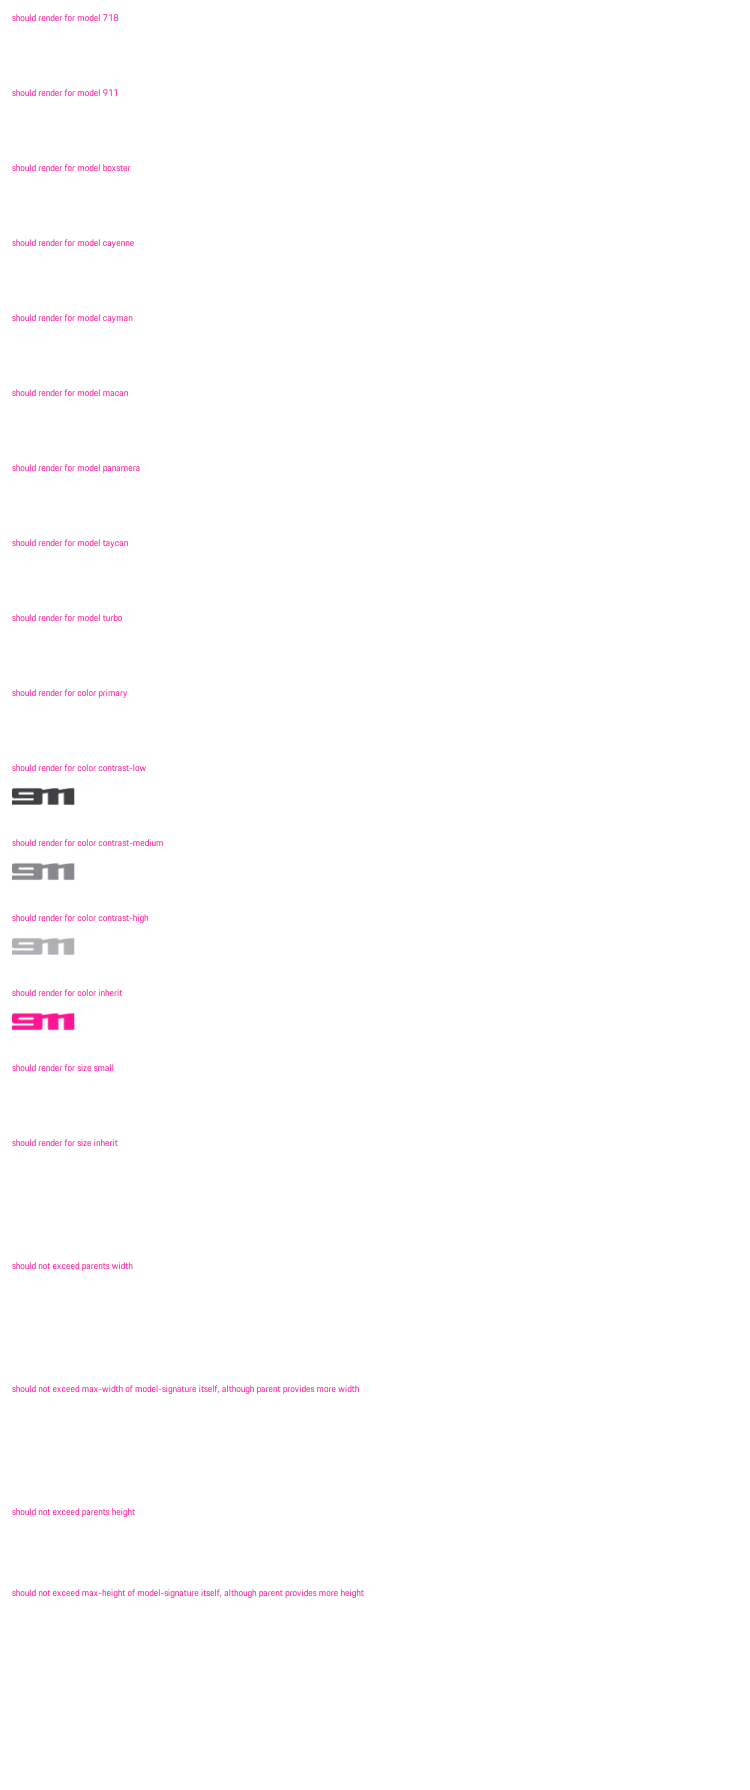 should render for model 718
should render for model 911
should render for model boxster
should render for model cayenne
should render for model cayman
should render for model macan
should render for model panamera
should render for model taycan
should render for model turbo
should render for color primary
should render for color contrast-low
911
should render for color contrast-medium
911
should render for color contrast-high
911
should render for color inherit
911
should render for size small
should render for size inherit
should not exceed parents width
should not exceed max-width of model-signature itself, although parent provides more width
should not exceed parents height
should not exceed max-height of model-signature itself, although parent provides more height